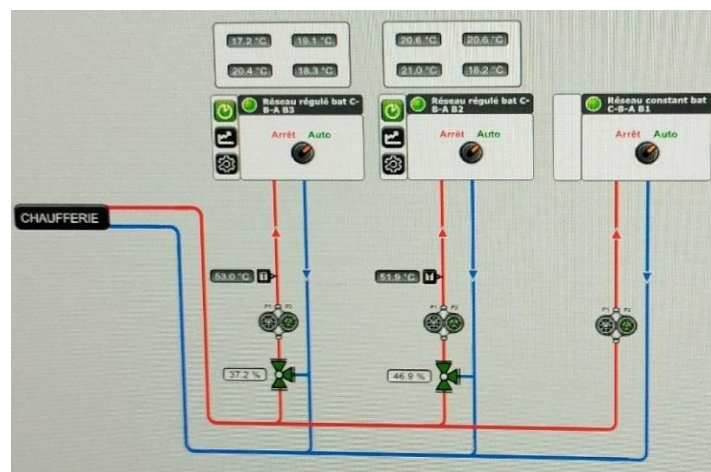 17.2 °C 19.1 °C
20.4 °C 18.3 °C
20.6 °C 20.6 °C
21.0 °C 18.2 °C
Réseau régulé bat C-
B-A B3
Arrêt Auto
Réseau régulé bat C-
B-A B2
Arrêt Auto
Réseau constant bat
C-B-A B1
Arrêt Auto
CHAUFFERIE
53.0 °C T
51.9 °C T
P1 P2
P1 P2
P1 P2
37.2 %
46.9 %